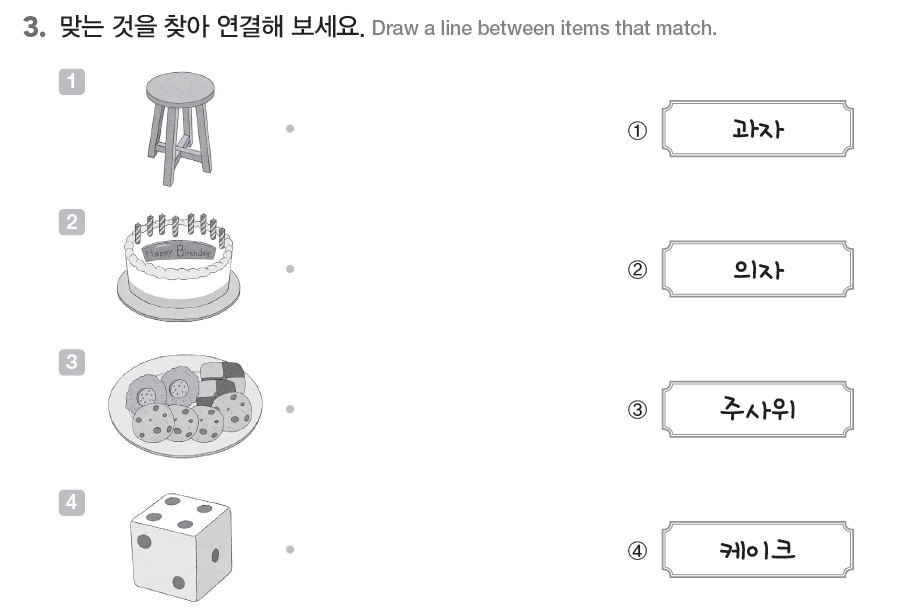 3. 맞는 것을 찾아 연결해 보세요. Draw a line between items that match.
1
① 과자
2
Happy Birthday
② 의자
3
③ 주사위
4
④ 케이크